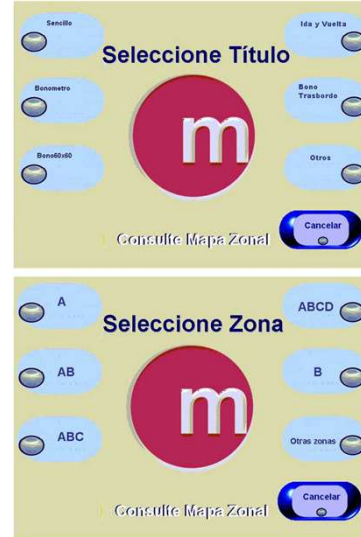 Sencillo
Ida y Vuelta
Seleccione Título
Bonometro
Bono
Trasbordo
m
Bono60x60
Otros
Cancelar
Consulte Mapa Zonal
A
ABCD
Seleccione Zona
AB
B
m
ABC
Otras zonas
Cancelar
Consulte Mapa Zonal